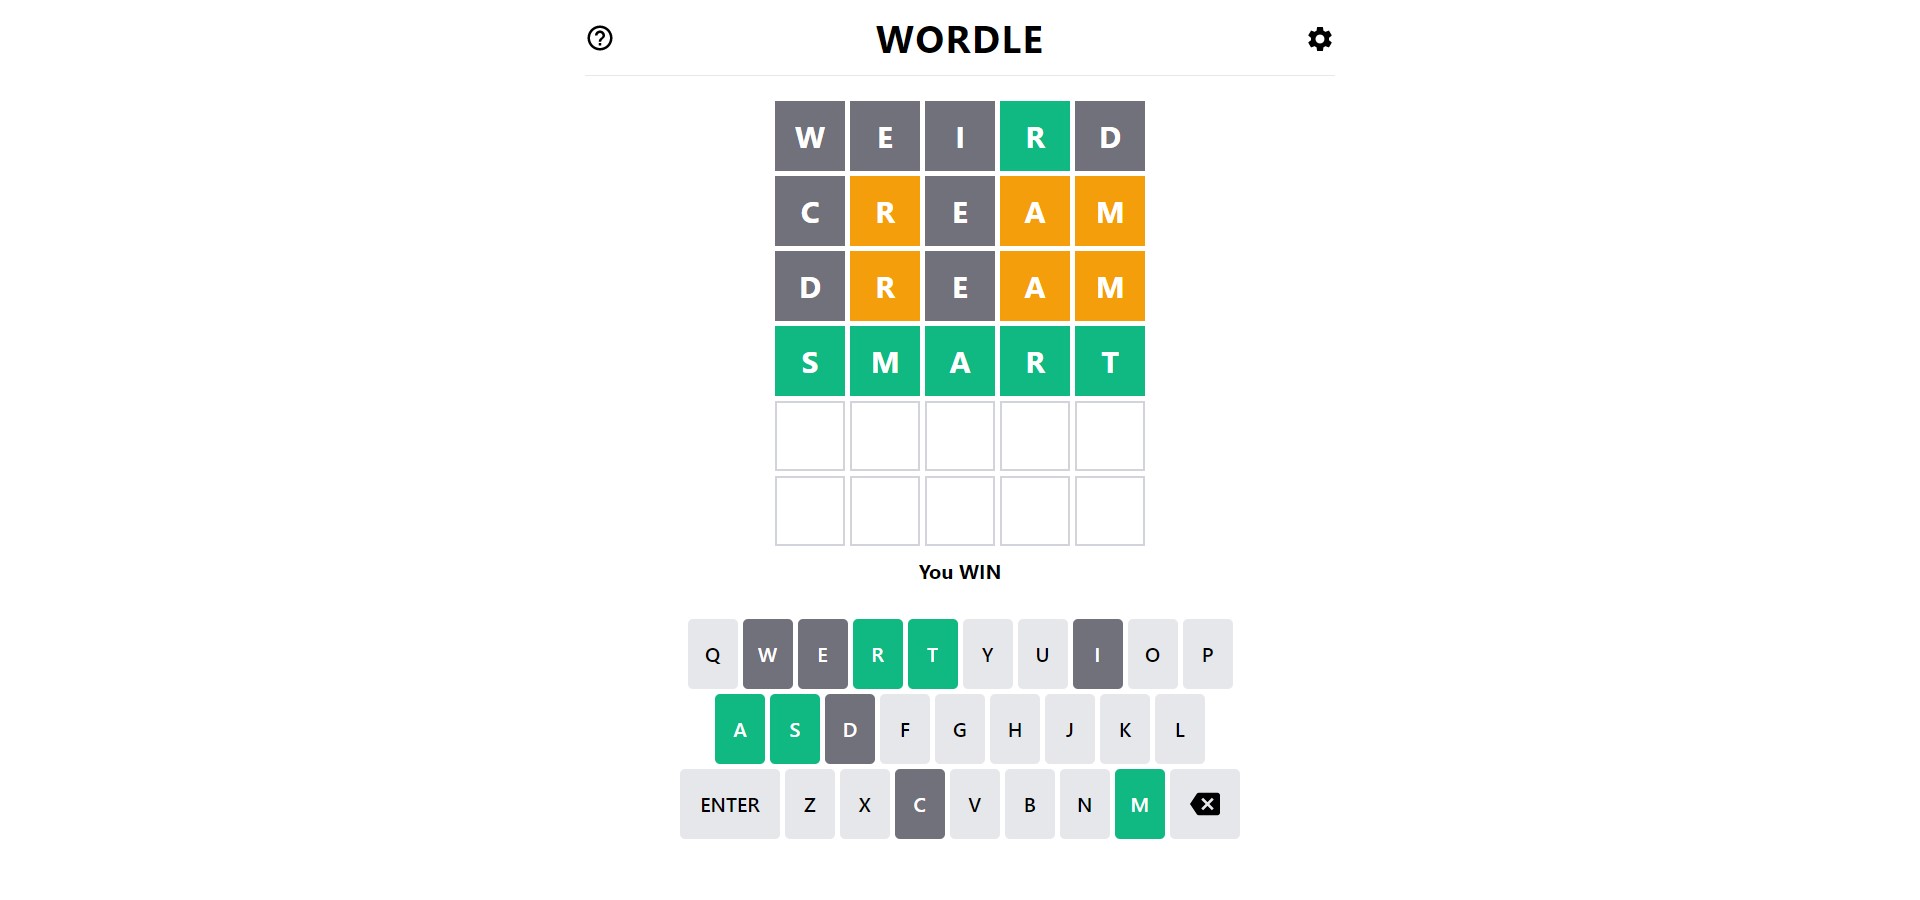 WORDLE
W E I R D
C R E A M
D R E A M
S M A R T
You WIN
Q W E R T Y U I O P
A S D F G H J K L
ENTER Z X C V B N M